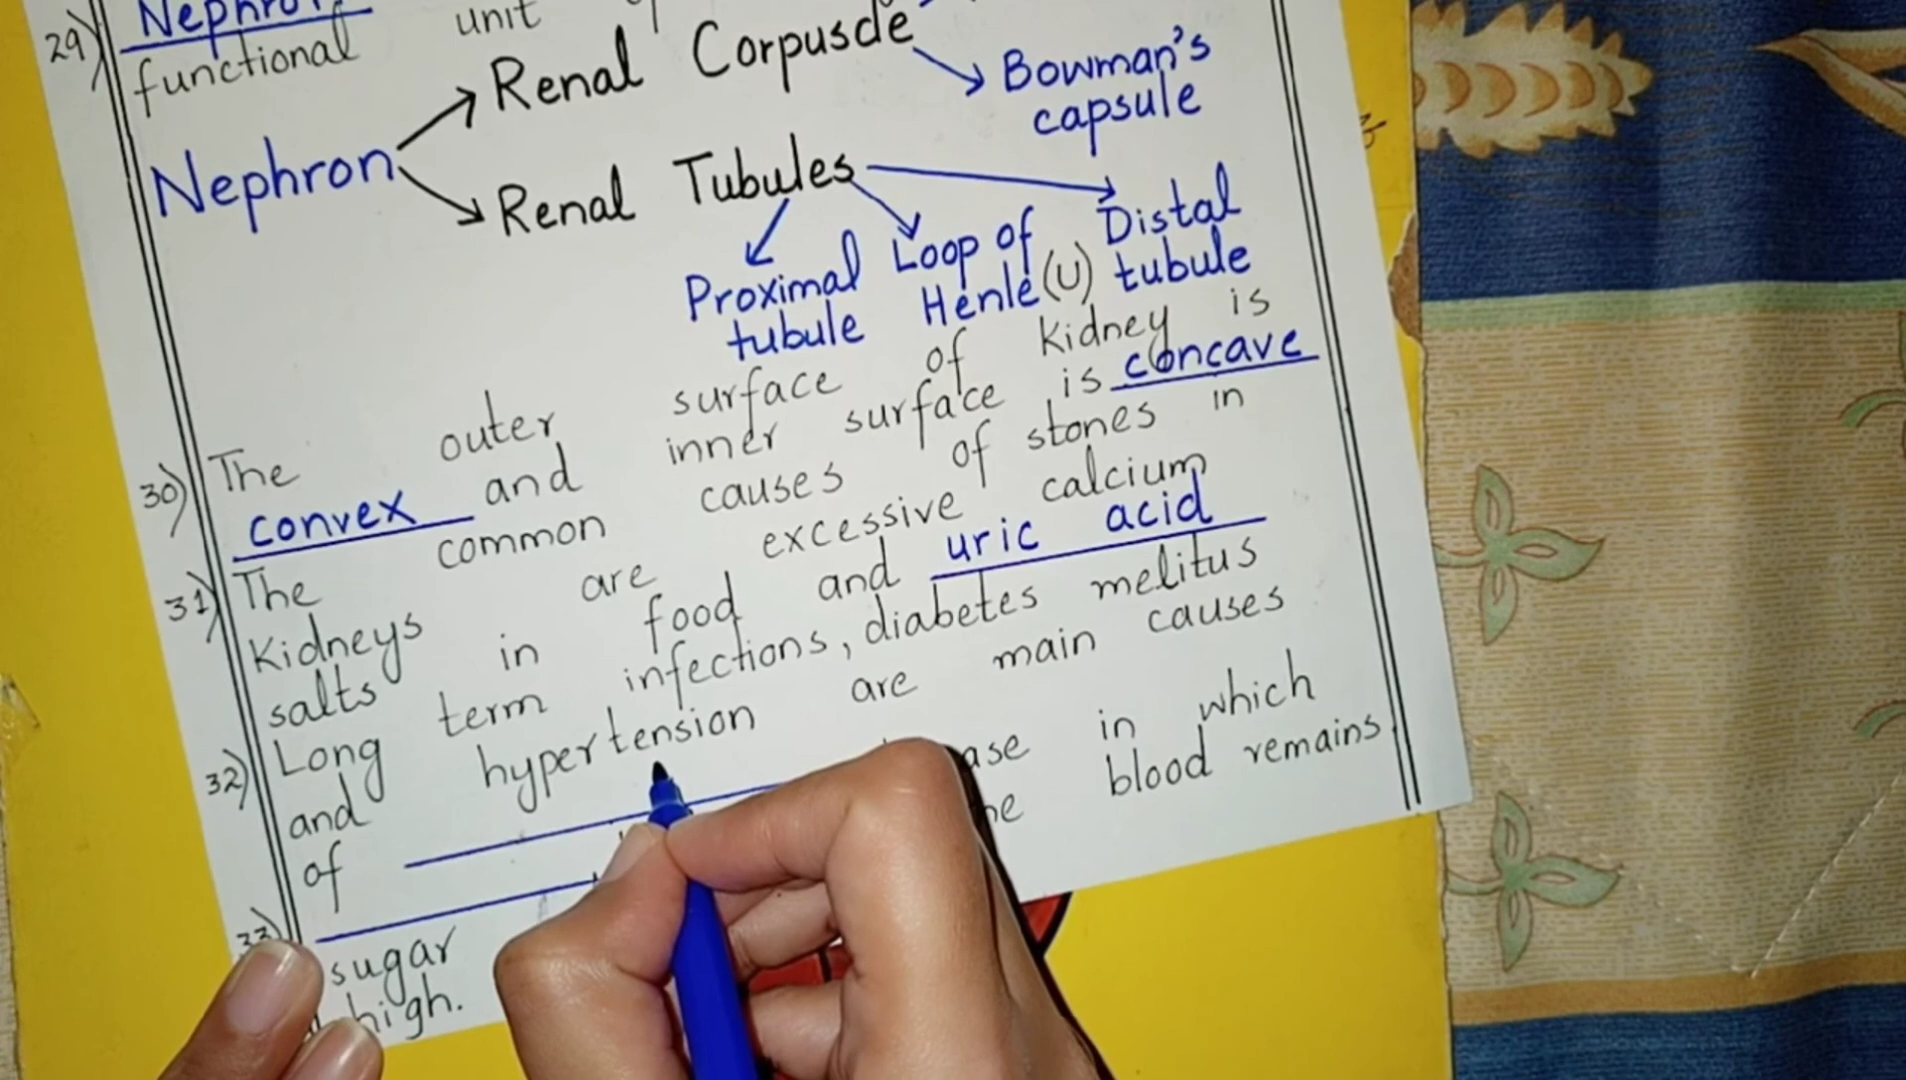 29)
functional unit
Renal Corpuscle
Bowman's
capsule
Nephron
Renal Tubules
Proximal
tubule
Loop of
Henle (U)
Distal
tubule
30) The outer surface of kidney is
convex and inner surface is concave
31) The common causes of stones in
Kidneys are excessive calcium
salts in food and uric acid
32) Long term infections, diabetes melitus
and hypertension are main causes
of
33) in which
sugar blood remains
high.